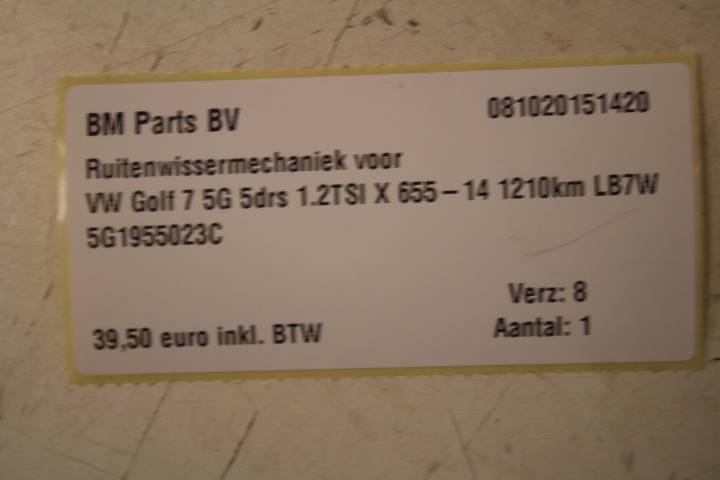 BM Parts BV 081020151420
Ruitenwissermechaniek voor
VW Golf 7 5G 5drs 1.2TSI X 655-14 1210km LB7W
5G1955023C
Verz: 8
39,50 euro inkl. BTW Aantal: 1